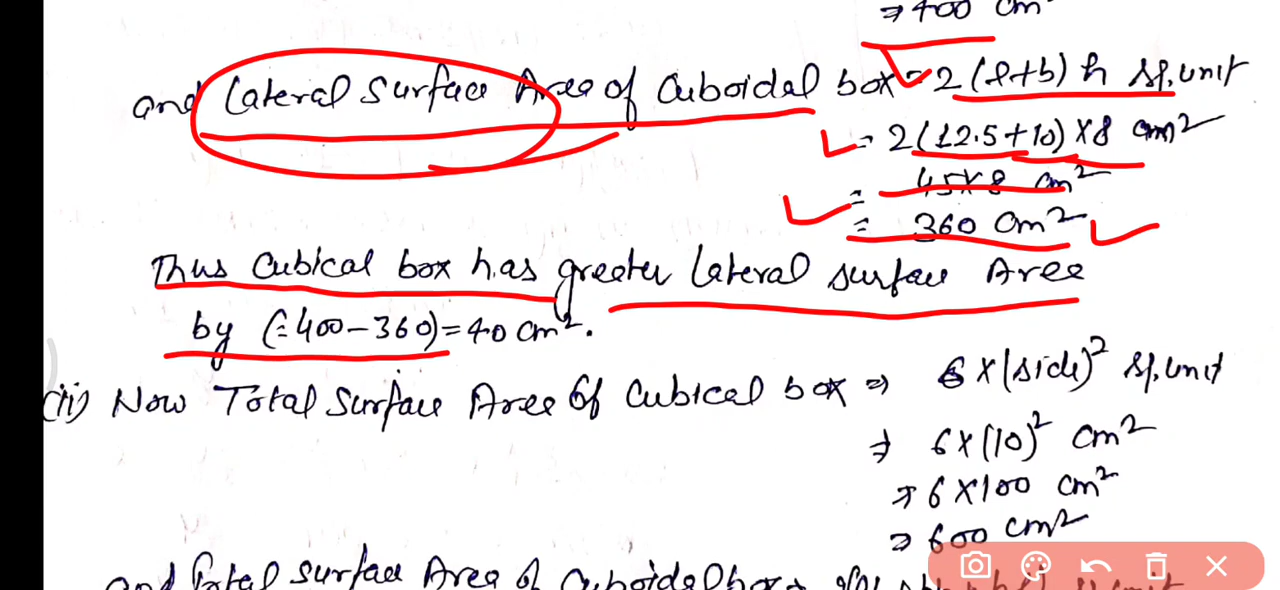 ⇒ 400 cm
and Lateral Surface Area of Cuboidal box = 2(l+b) h Sq.unit
= 2(12.5+10)×8 cm²
= 45×8 cm²
= 360 cm²
Thus Cubical box has greater Lateral surface Area
by (=400-360)=40 cm².
(ii) Now Total Surface Area Of Cubical box ⇒ 6×(side)² Sq.unit
⇒ 6×(10)² cm²
⇒ 6×100 cm²
⇒ 600 cm²
and Total Surface Area of Cuboidal box